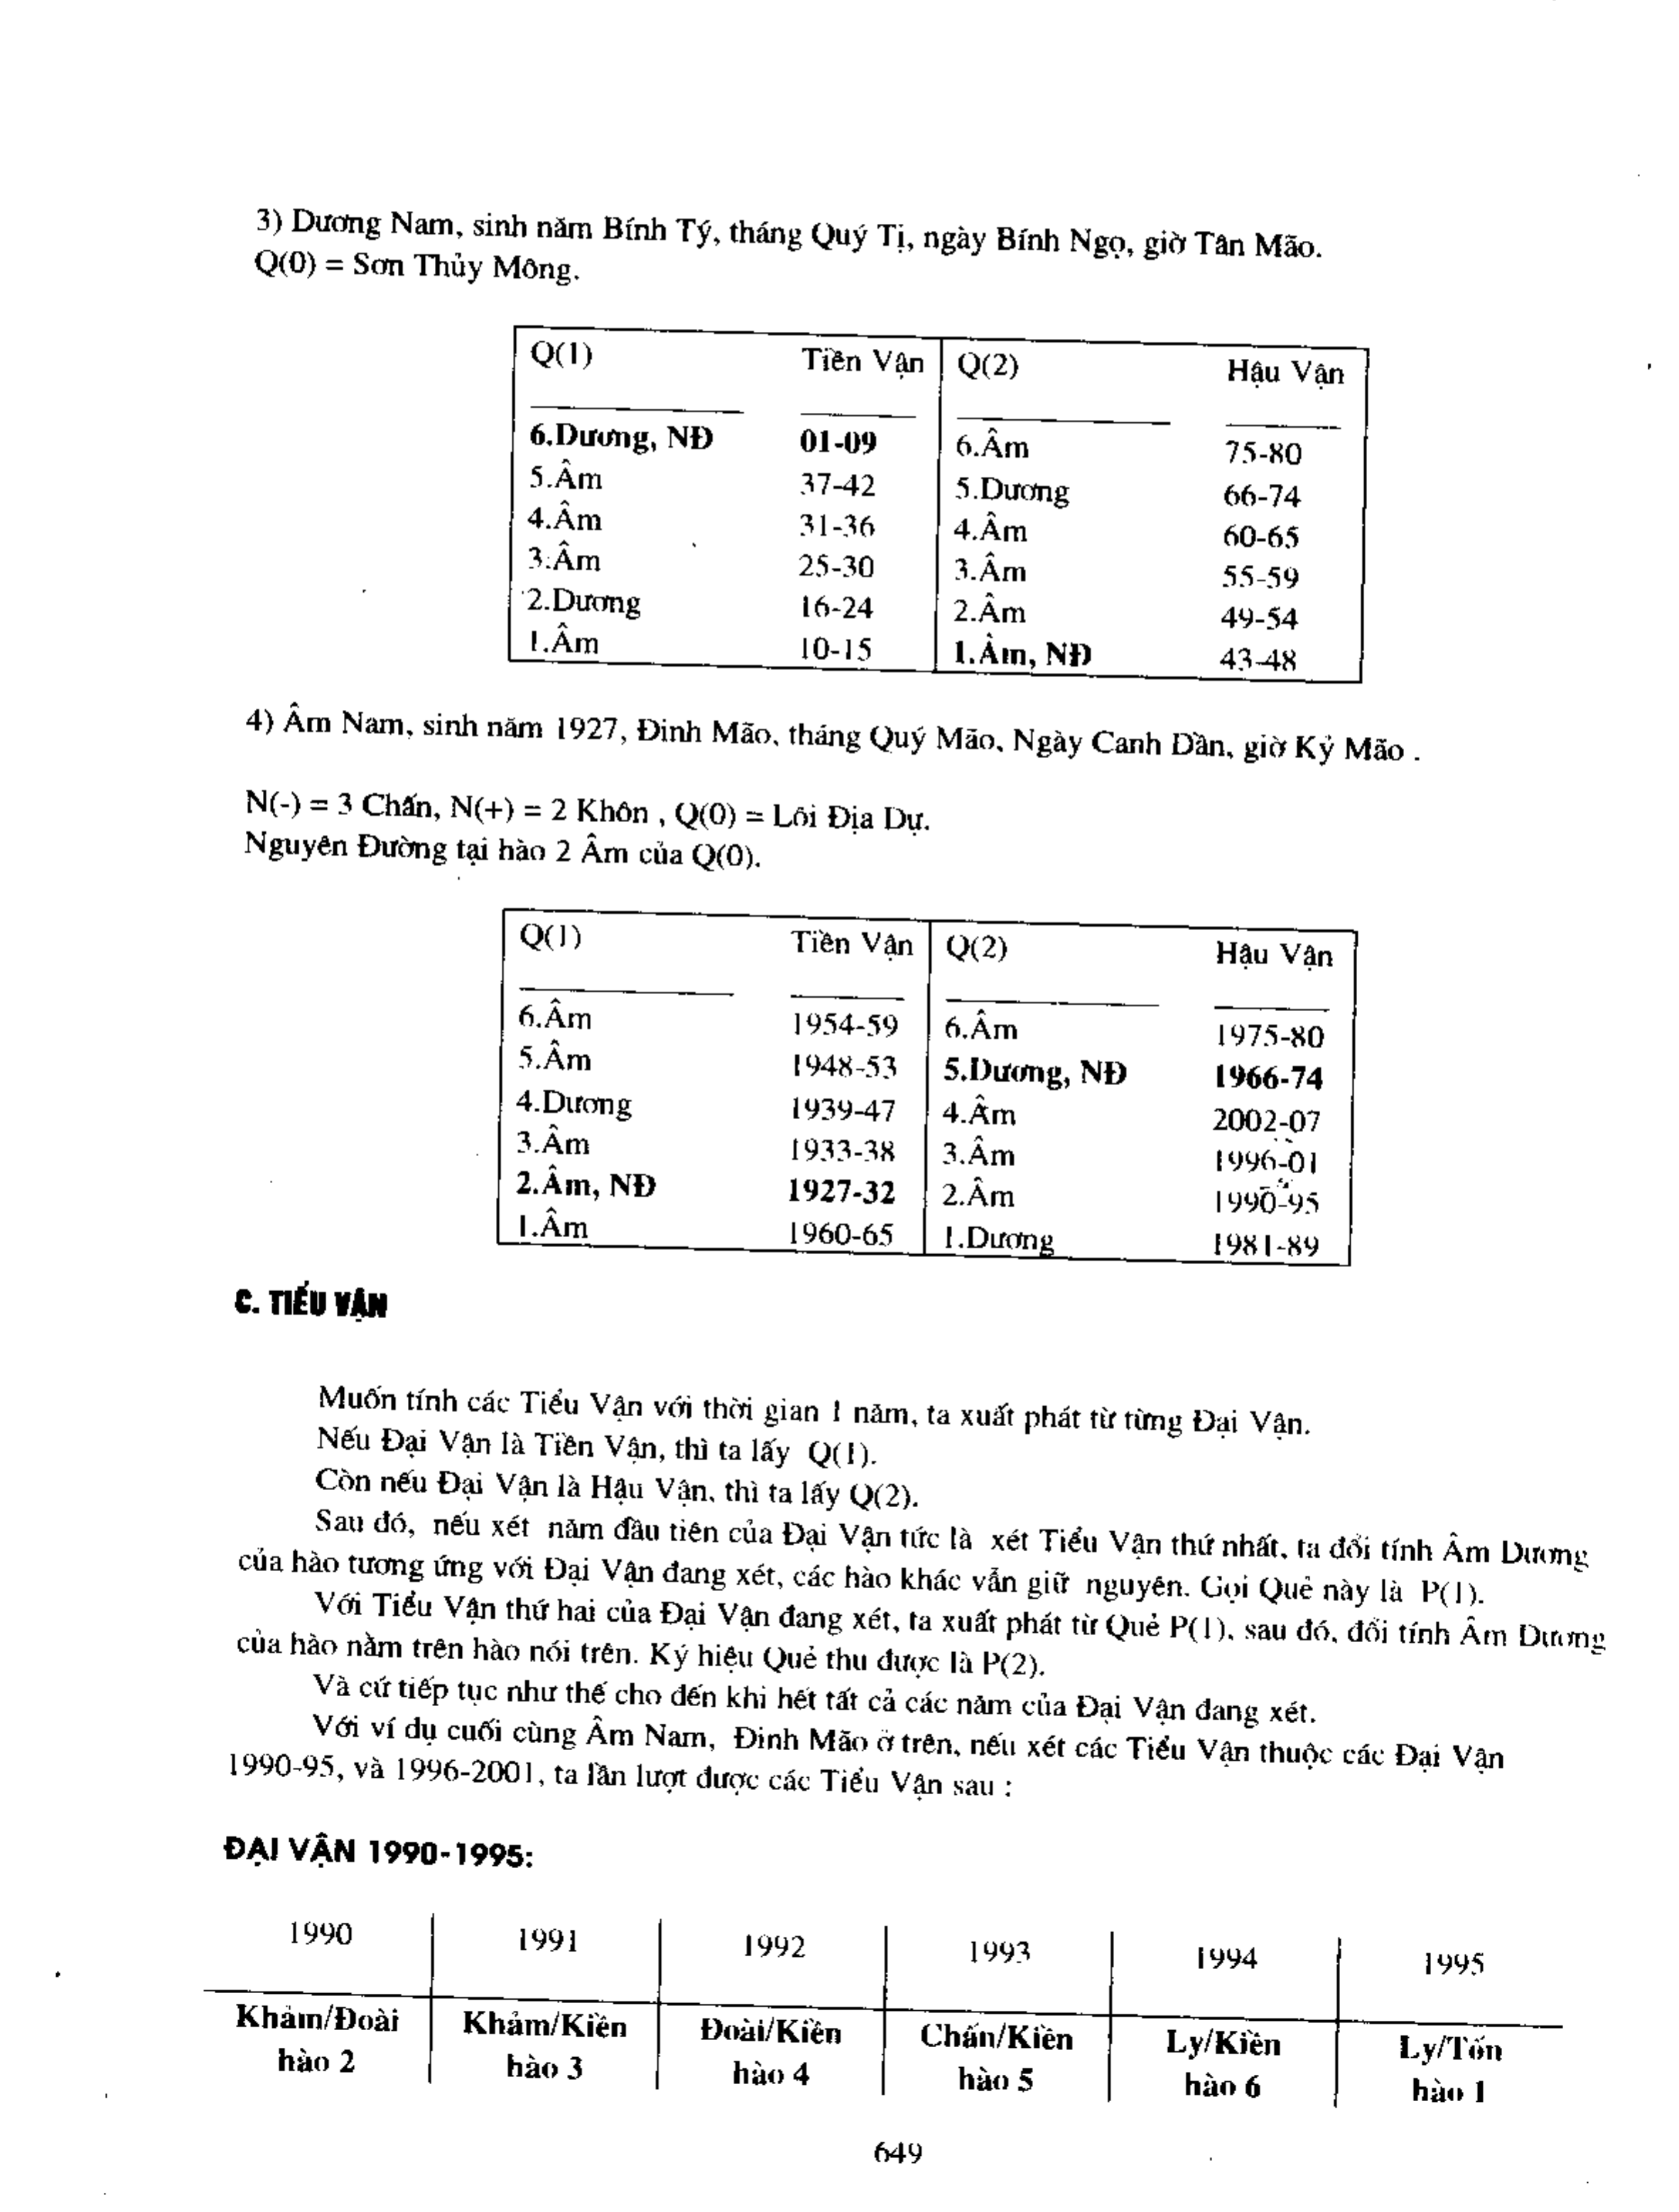 3) Dương Nam, sinh năm Bính Tý, tháng Quý Tị, ngày Bính Ngọ, giờ Tân Mão.
Q(0) = Sơn Thủy Mông.
Q(1) Tiền Vận Q(2) Hậu Vận
6.Dương, NĐ 01-09 6.Âm 75-80
5.Âm 37-42 5.Dương 66-74
4.Âm 31-36 4.Âm 60-65
3.Âm 25-30 3.Âm 55-59
2.Dương 16-24 2.Âm 49-54
1.Âm 10-15 1.Âm, NĐ 43-48
4) Âm Nam, sinh năm 1927, Đinh Mão, tháng Quý Mão, Ngày Canh Dần, giờ Kỷ Mão .
N(-) = 3 Chấn, N(+) = 2 Khôn , Q(0) = Lôi Địa Dự.
Nguyên Đường tại hào 2 Âm của Q(0).
Q(1) Tiền Vận Q(2) Hậu Vận
6.Âm 1954-59 6.Âm 1975-80
5.Âm 1948-53 5.Dương, NĐ 1966-74
4.Dương 1939-47 4.Âm 2002-07
3.Âm 1933-38 3.Âm 1996-01
2.Âm, NĐ 1927-32 2.Âm 1990-95
1.Âm 1960-65 1.Dương 1981-89
C. TIỂU VẬN
Muốn tính các Tiểu Vận với thời gian 1 năm, ta xuất phát từ từng Đại Vận.
Nếu Đại Vận là Tiền Vận, thì ta lấy Q(1).
Còn nếu Đại Vận là Hậu Vận, thì ta lấy Q(2).
Sau đó, nếu xét năm đầu tiên của Đại Vận tức là xét Tiểu Vận thứ nhất, ta đổi tính Âm Dương
của hào tương ứng với Đại Vận đang xét, các hào khác vẫn giữ nguyên. Gọi Quẻ này là P(1).
Với Tiểu Vận thứ hai của Đại Vận đang xét, ta xuất phát từ Quẻ P(1), sau đó, đổi tính Âm Dương
của hào nằm trên hào nói trên. Ký hiệu Quẻ thu được là P(2).
Và cứ tiếp tục như thế cho đến khi hết tất cả các năm của Đại Vận đang xét.
Với ví dụ cuối cùng Âm Nam, Đinh Mão ở trên, nếu xét các Tiểu Vận thuộc các Đại Vận
1990-95, và 1996-2001, ta lần lượt được các Tiểu Vận sau :
ĐẠI VẬN 1990-1995:
1990 1991 1992 1993 1994 1995
Khảm/Đoài Khảm/Kiền Đoài/Kiền Chấn/Kiền Ly/Kiền Ly/Tốn
hào 2 hào 3 hào 4 hào 5 hào 6 hào 1
649